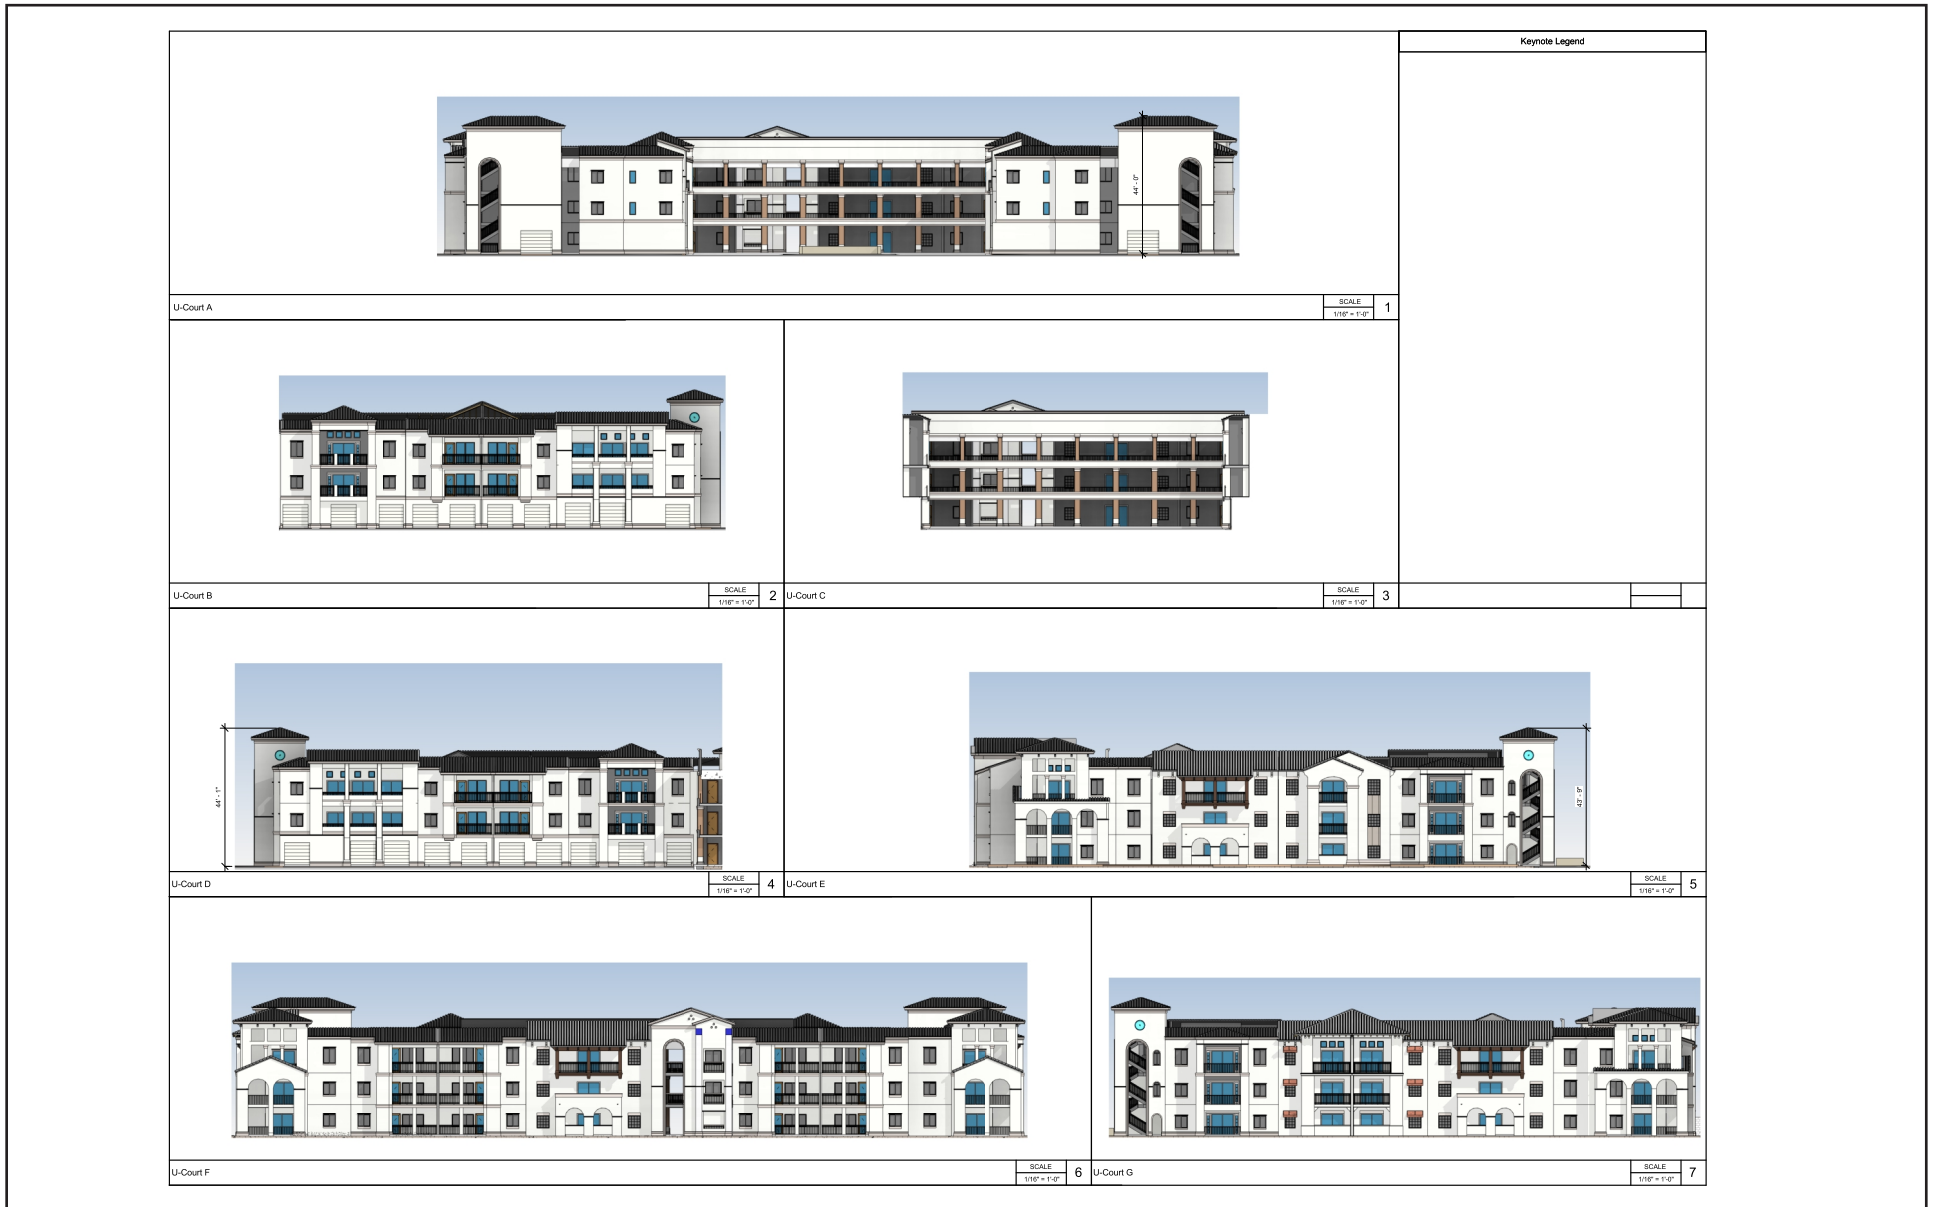 Keynote Legend
44' - 0"
U-Court A
SCALE
1/16" = 1'-0"
1
U-Court B
SCALE
1/16" = 1'-0"
2
U-Court C
SCALE
1/16" = 1'-0"
3
44' - 1"
U-Court D
SCALE
1/16" = 1'-0"
4
43' - 9"
U-Court E
SCALE
1/16" = 1'-0"
5
U-Court F
SCALE
1/16" = 1'-0"
6
U-Court G
SCALE
1/16" = 1'-0"
7